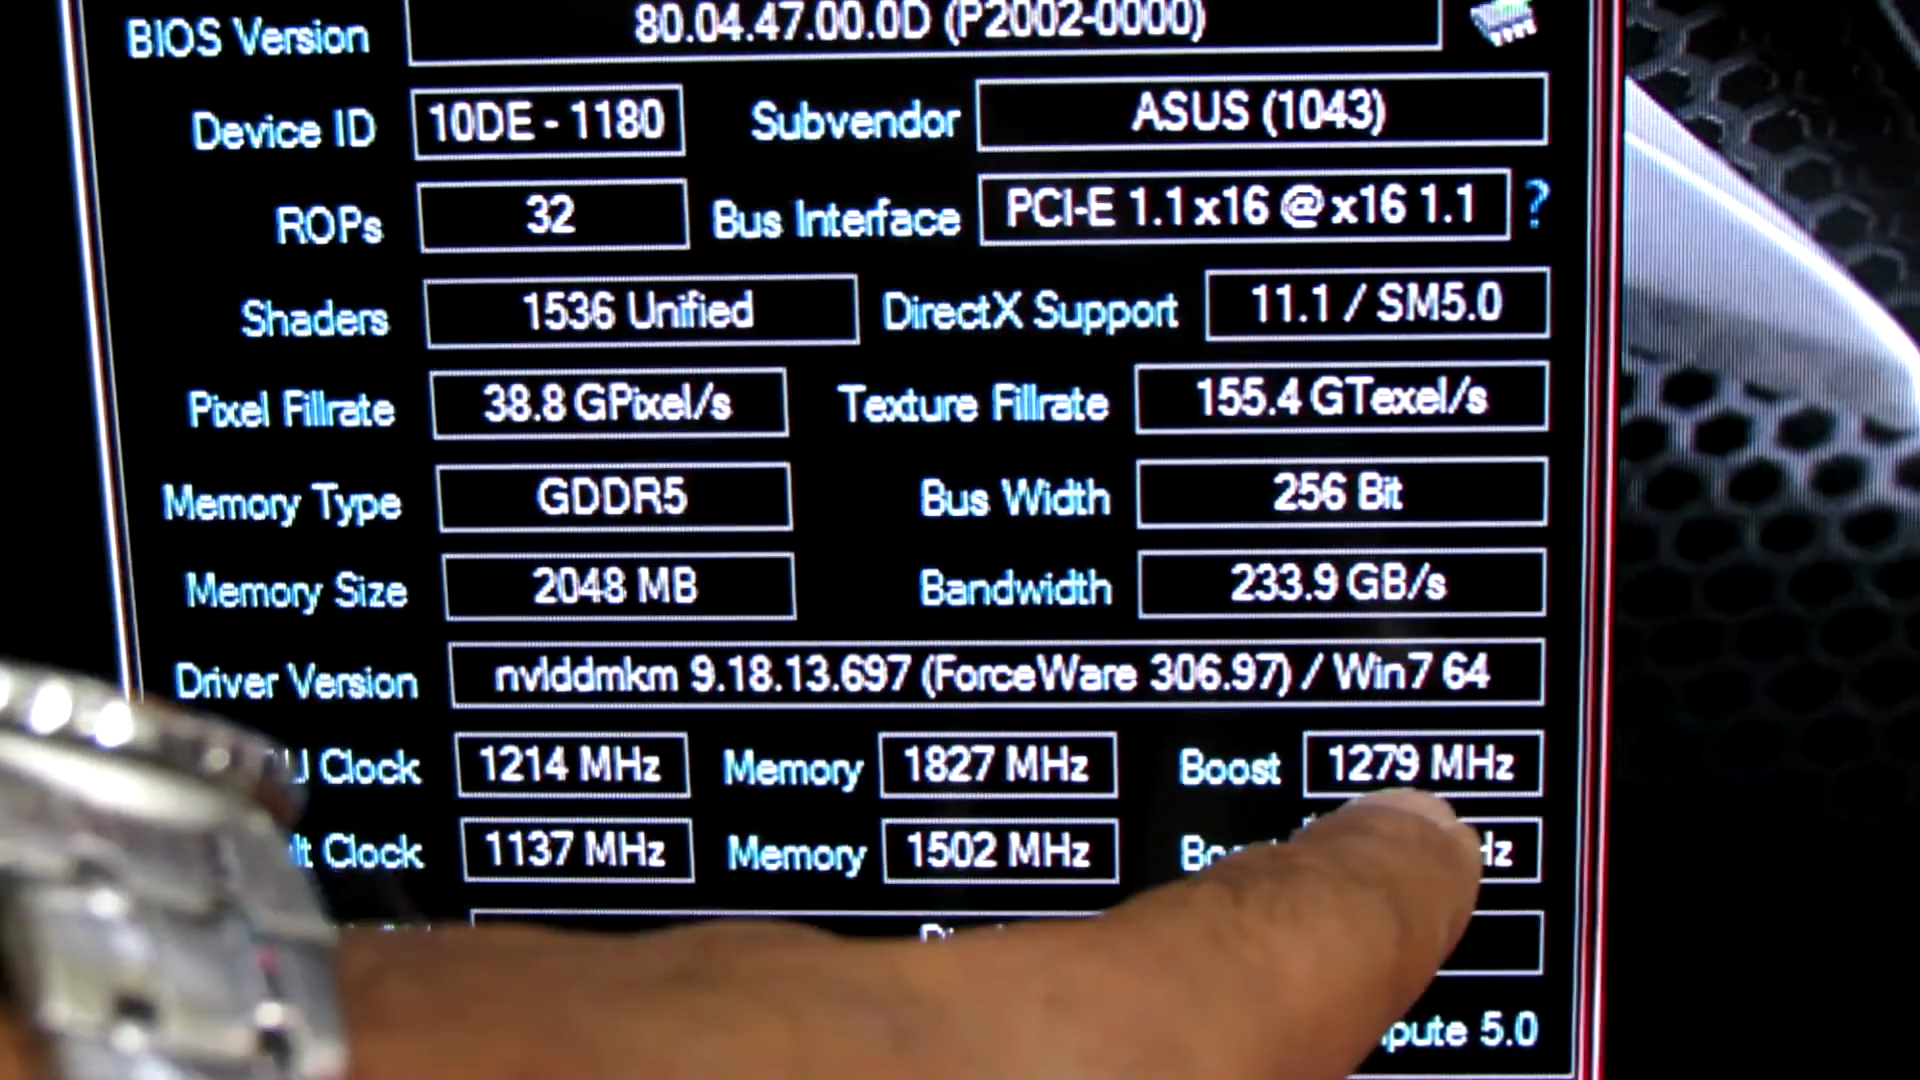 BIOS Version 80.04.47.00.0D (P2002-0000)
Device ID 10DE - 1180 Subvendor ASUS (1043)
ROPs 32 Bus Interface PCI-E 1.1 x16 @ x16 1.1 ?
Shaders 1536 Unified DirectX Support 11.1 / SM5.0
Pixel Fillrate 38.8 GPixel/s Texture Fillrate 155.4 GTexel/s
Memory Type GDDR5 Bus Width 256 Bit
Memory Size 2048 MB Bandwidth 233.9 GB/s
Driver Version nvlddmkm 9.18.13.697 (ForceWare 306.97) / Win7 64
Clock 1214 MHz Memory 1827 MHz Boost 1279 MHz
lt Clock 1137 MHz Memory 1502 MHz
pute 5.0